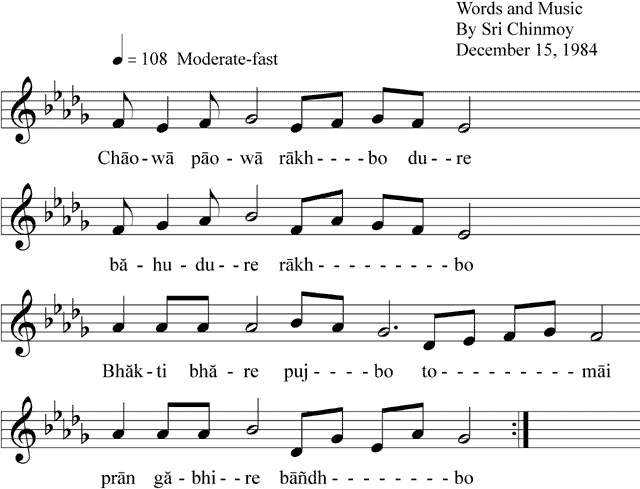 Words and Music
By Sri Chinmoy
December 15, 1984
= 108 Moderate-fast
Chāo-wā pāo-wā rākh----bo du--re
bă-hu-du--re rākh---------bo
Bhăk-ti bhă-re puj--bo to---------māi
prān gă-bhi--re bāñdh--------bo